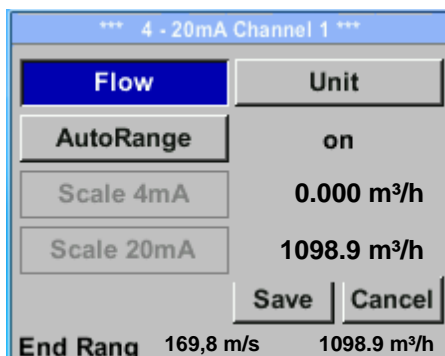 *** 4 - 20mA Channel 1 ***
Flow Unit
AutoRange on
Scale 4mA 0.000 m³/h
Scale 20mA 1098.9 m³/h
Save Cancel
End Rang 169,8 m/s 1098.9 m³/h